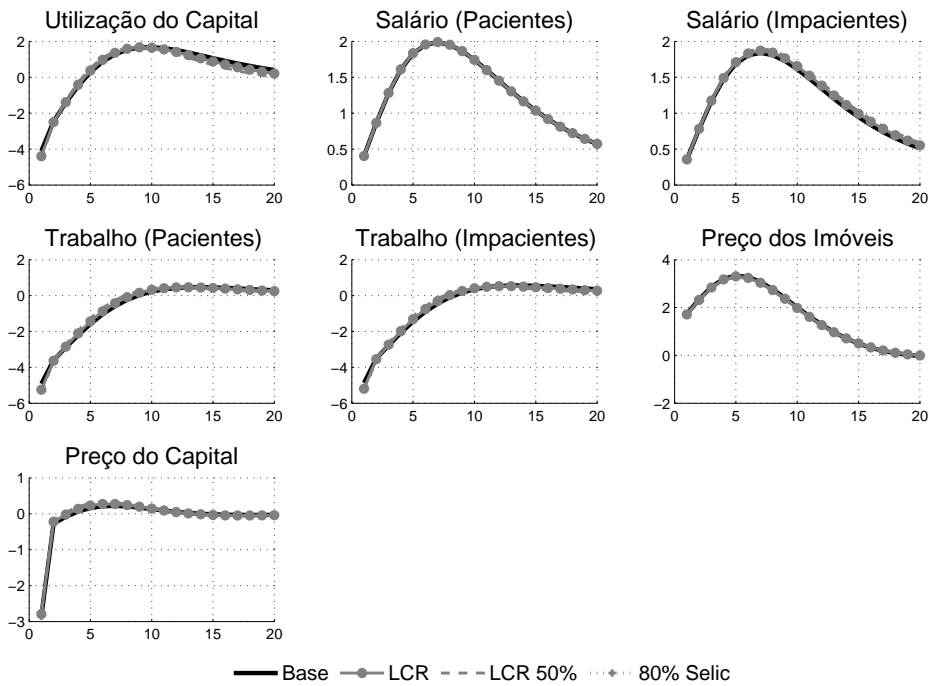 Utilização do Capital
2
0
−2
−4
−6
0 5 10 15 20
Salário (Pacientes)
2
1.5
1
0.5
0
0 5 10 15 20
Salário (Impacientes)
2
1.5
1
0.5
0
0 5 10 15 20
Trabalho (Pacientes)
2
0
−2
−4
−6
0 5 10 15 20
Trabalho (Impacientes)
2
0
−2
−4
−6
0 5 10 15 20
Preço dos Imóveis
4
2
0
−2
0 5 10 15 20
Preço do Capital
1
0
−1
−2
−3
0 5 10 15 20
Base LCR LCR 50% 80% Selic